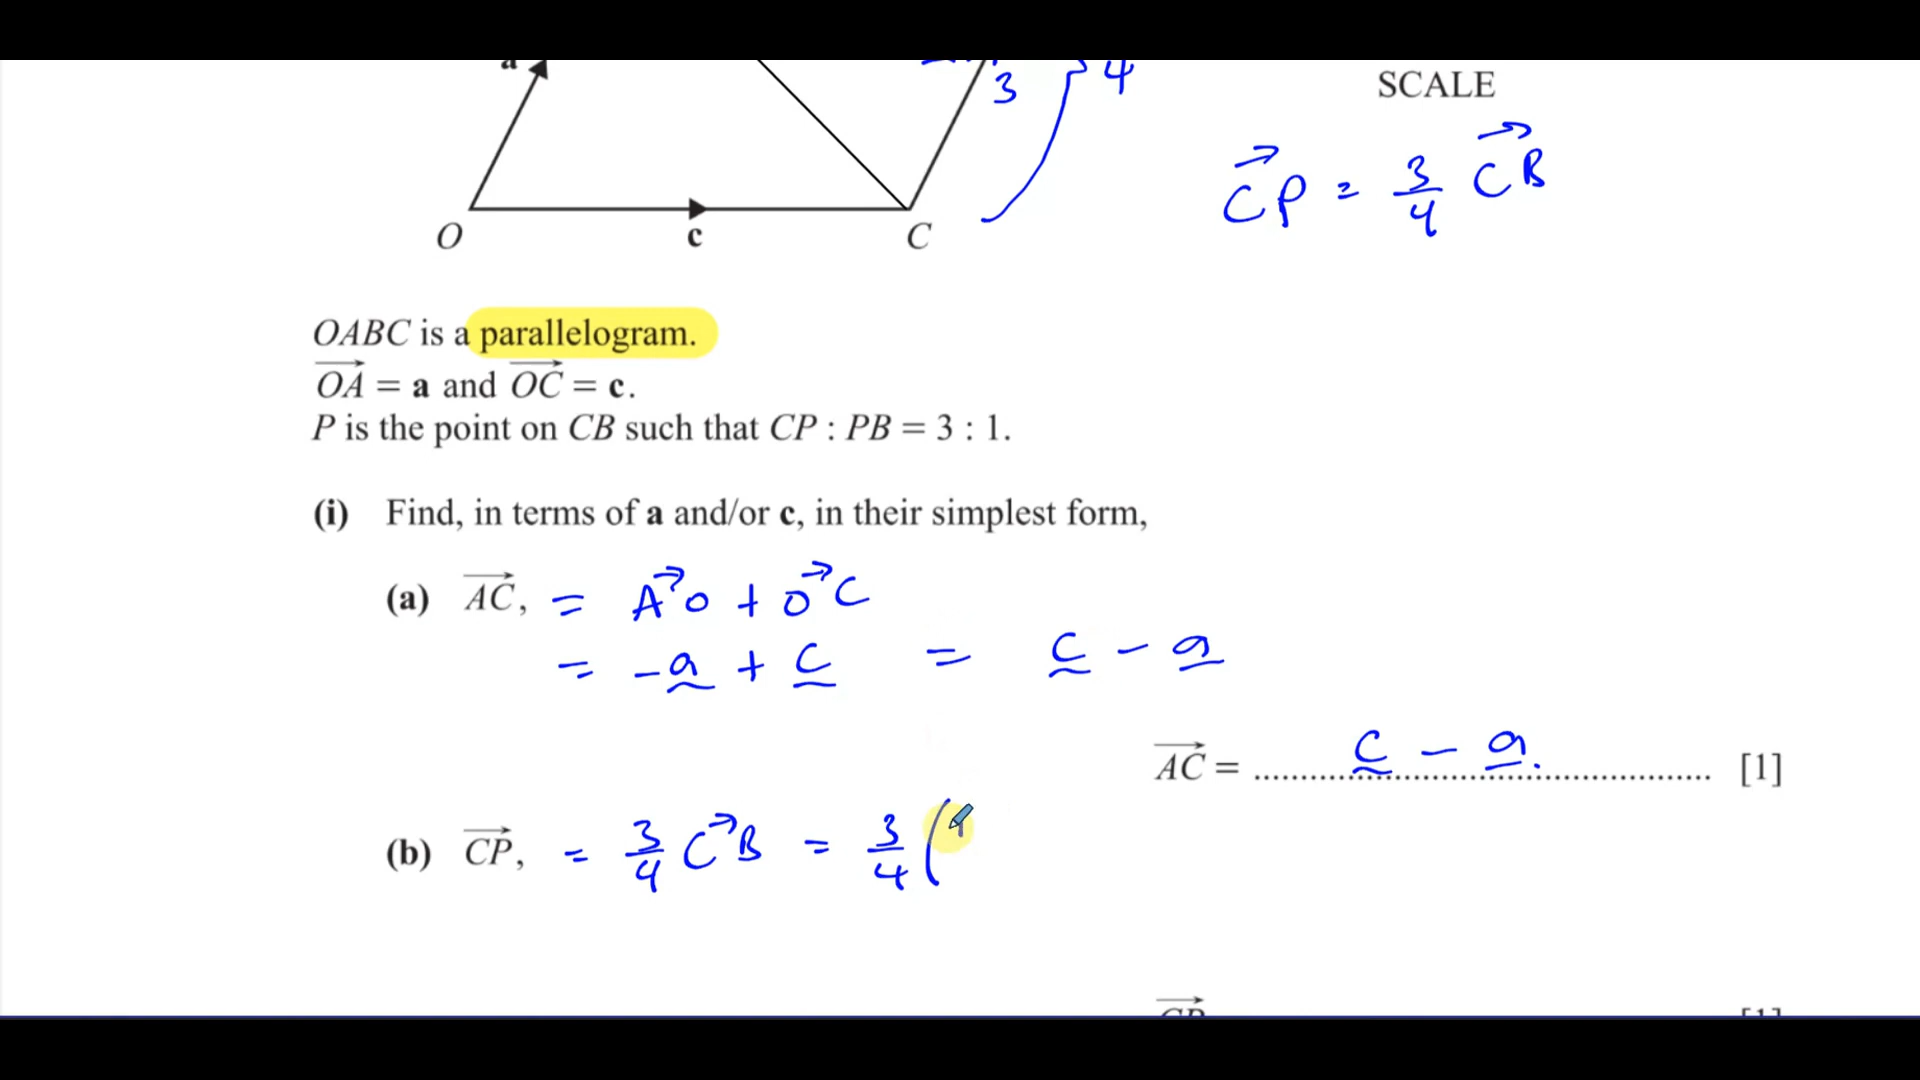 a 3 4 SCALE
CP = 3/4 CB
O c C
OABC is a parallelogram.
OA = a and OC = c.
P is the point on CB such that CP : PB = 3 : 1.
(i) Find, in terms of a and/or c, in their simplest form,
(a) AC, = AO + OC
= -a + c = c - a
AC = .......... c - a. .......... [1]
(b) CP, = 3/4 CB = 3/4 (